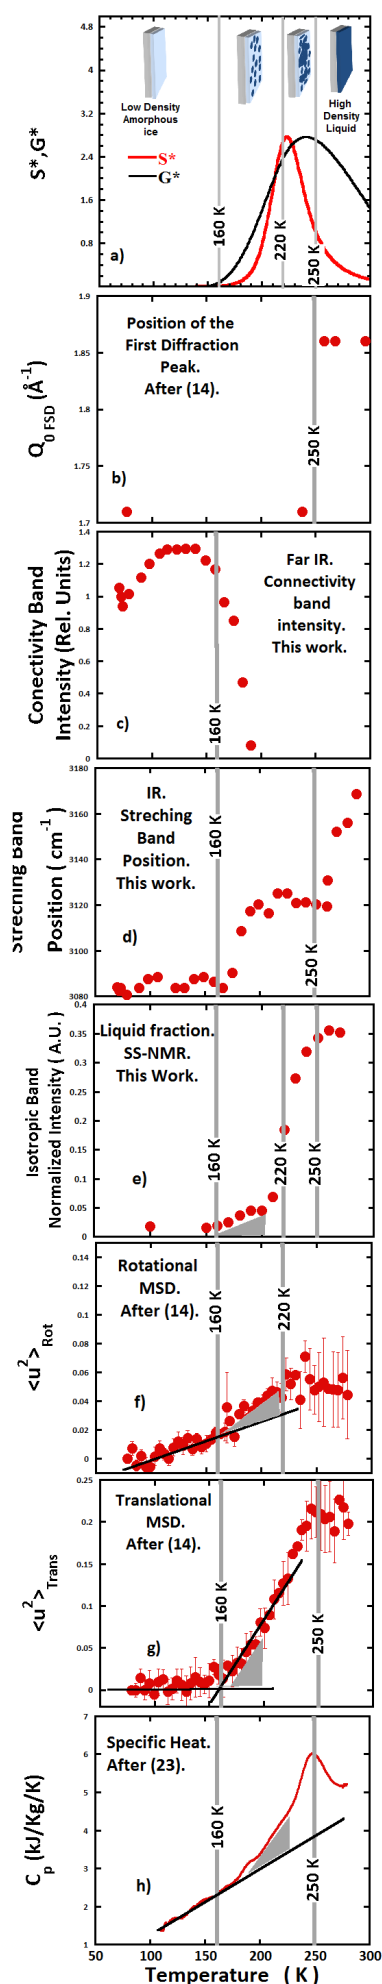 4.8
4
3.2
2.4
1.6
0.8
S*,G*
Low Density
Amorphous
ice
High
Density
Liquid
S*
G*
160 K
220 K
250 K
a)
1.9
1.85
1.8
1.75
1.7
Q0 FSD (Å-1)
Position of the
First Diffraction
Peak.
After (14).
250 K
b)
1.4
1.2
1
0.8
0.6
0.4
0.2
0
Conectivity Band
Intensity (Rel. Units)
Far IR.
Connectivity
band
intensity.
This work.
160 K
c)
3180
3160
3140
3120
3100
3080
Strecning Band
Position ( cm-1)
IR.
Streching
Band
Position.
This work.
160 K
250 K
d)
0.4
0.35
0.3
0.25
0.2
0.15
0.1
0.05
0
Isotropic Band
Normalized Intensity ( A.U.)
Liquid fraction.
SS-NMR.
This Work.
160 K
220 K
250 K
e)
0.14
0.12
0.1
0.08
0.06
0.04
0.02
0
<u2>Rot
Rotational
MSD.
After (14).
160 K
220 K
f)
0.25
0.2
0.15
0.1
0.05
0
<u2>Trans
Translational
MSD.
After (14).
160 K
250 K
g)
7
6
5
4
3
2
1
Cp (kJ/Kg/K)
Specific Heat.
After (23).
160 K
250 K
h)
50 100 150 200 250 300
Temperature ( K )